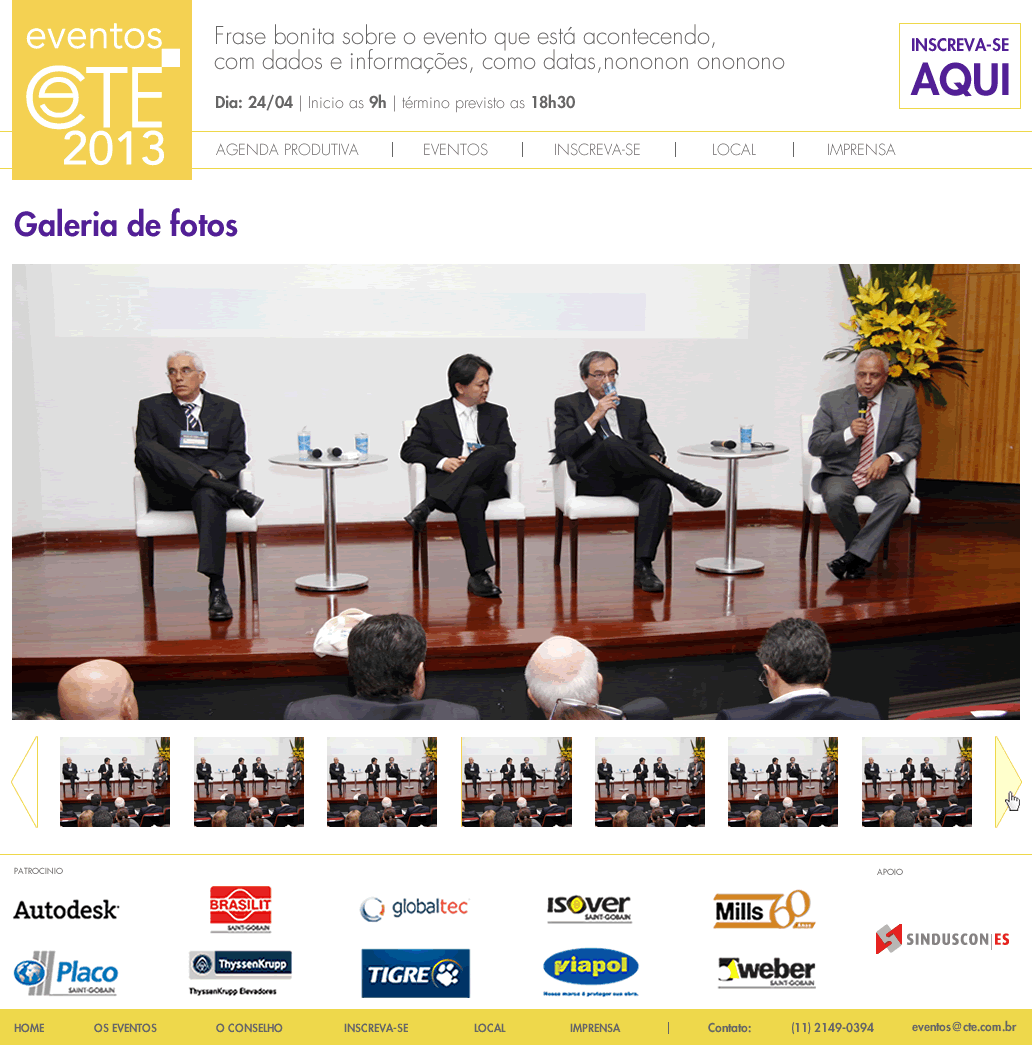 eventos
CTE
2013
Frase bonita sobre o evento que está acontecendo,
com dados e informações, como datas,nononon ononono
Dia: 24/04 | Inicio as 9h | término previsto as 18h30
INSCREVA-SE
AQUI
AGENDA PRODUTIVA | EVENTOS | INSCREVA-SE | LOCAL | IMPRENSA
Galeria de fotos
PATROCINIO
APOIO
Autodesk
BRASILIT
SAINT-GOBAIN
globaltec
ISOVER
SAINT-GOBAIN
Mills 60
Anos
SINDUSCON|ES
Placo
SAINT-GOBAIN
ThyssenKrupp
ThyssenKrupp Elevadores
TIGRE
viapol
Nossa marca é proteger sua obra.
weber
SAINT-GOBAIN
HOME OS EVENTOS O CONSELHO INSCREVA-SE LOCAL IMPRENSA | Contato: (11) 2149-0394 eventos@cte.com.br